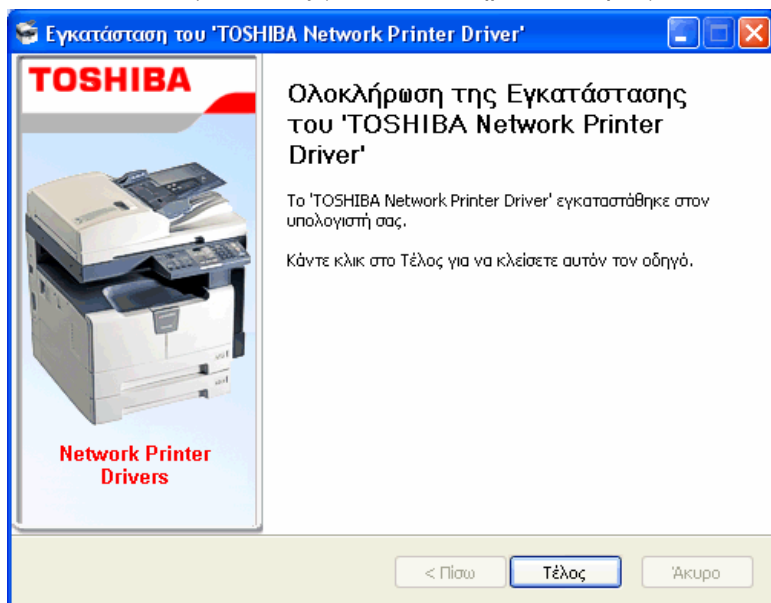 Εγκατάσταση του 'TOSHIBA Network Printer Driver'
TOSHIBA
Network Printer
Drivers
Ολοκλήρωση της Εγκατάστασης
του 'TOSHIBA Network Printer
Driver'
Το 'TOSHIBA Network Printer Driver' εγκαταστάθηκε στον
υπολογιστή σας.
Κάντε κλικ στο Τέλος για να κλείσετε αυτόν τον οδηγό.
< Πίσω
Τέλος
Άκυρο